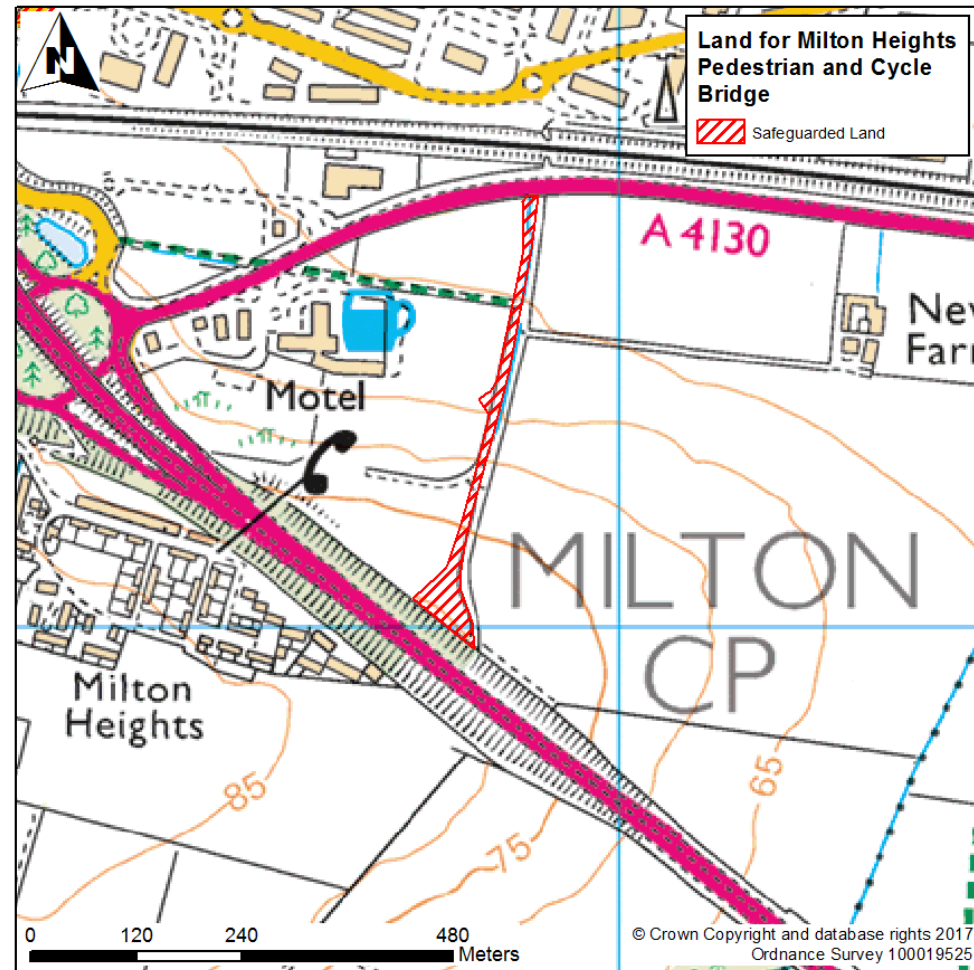 N
Land for Milton Heights
Pedestrian and Cycle
Bridge
Safeguarded Land
A 4130
Motel
MILTON
CP
Milton
Heights
85
75
65
0 120 240 480
Meters
© Crown Copyright and database rights 2017
Ordnance Survey 100019525